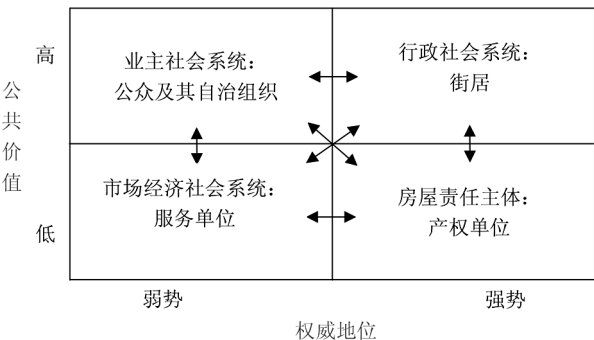 高
业主社会系统：
公众及其自治组织
行政社会系统：
街居
公共价值
市场经济社会系统：
服务单位
房屋责任主体：
产权单位
低
弱势
强势
权威地位